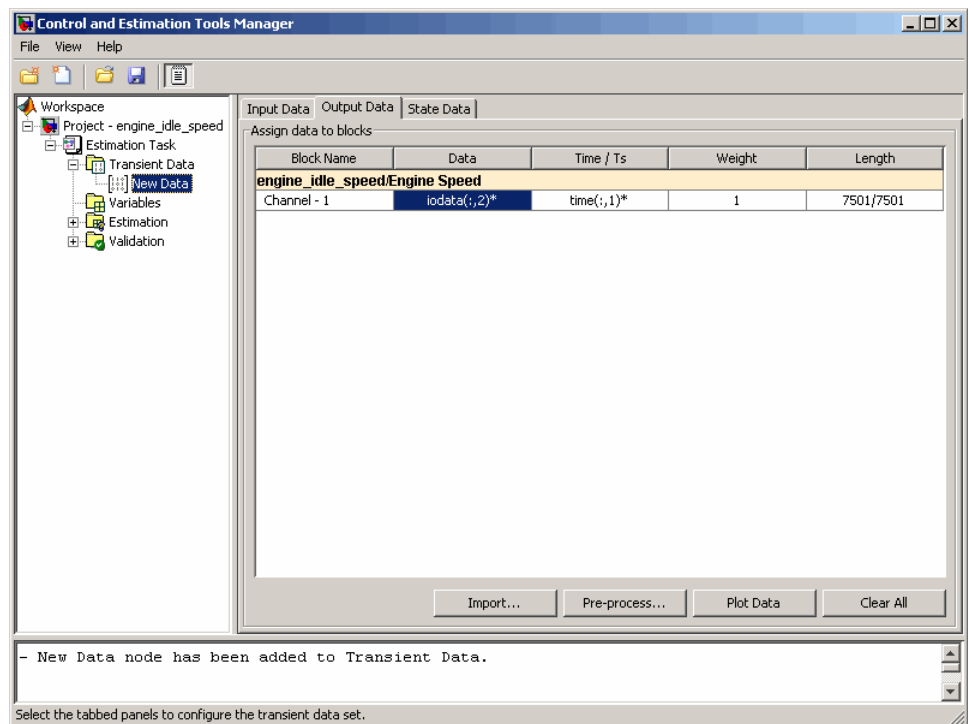 Control and Estimation Tools Manager
File View Help
Workspace
Project - engine_idle_speed
Estimation Task
Transient Data
New Data
Variables
Estimation
Validation
Input Data Output Data State Data
Assign data to blocks
Block Name Data Time / Ts Weight Length
engine_idle_speed/Engine Speed
Channel - 1 iodata(:,2)* time(:,1)* 1 7501/7501
Import... Pre-process... Plot Data Clear All
- New Data node has been added to Transient Data.
Select the tabbed panels to configure the transient data set.